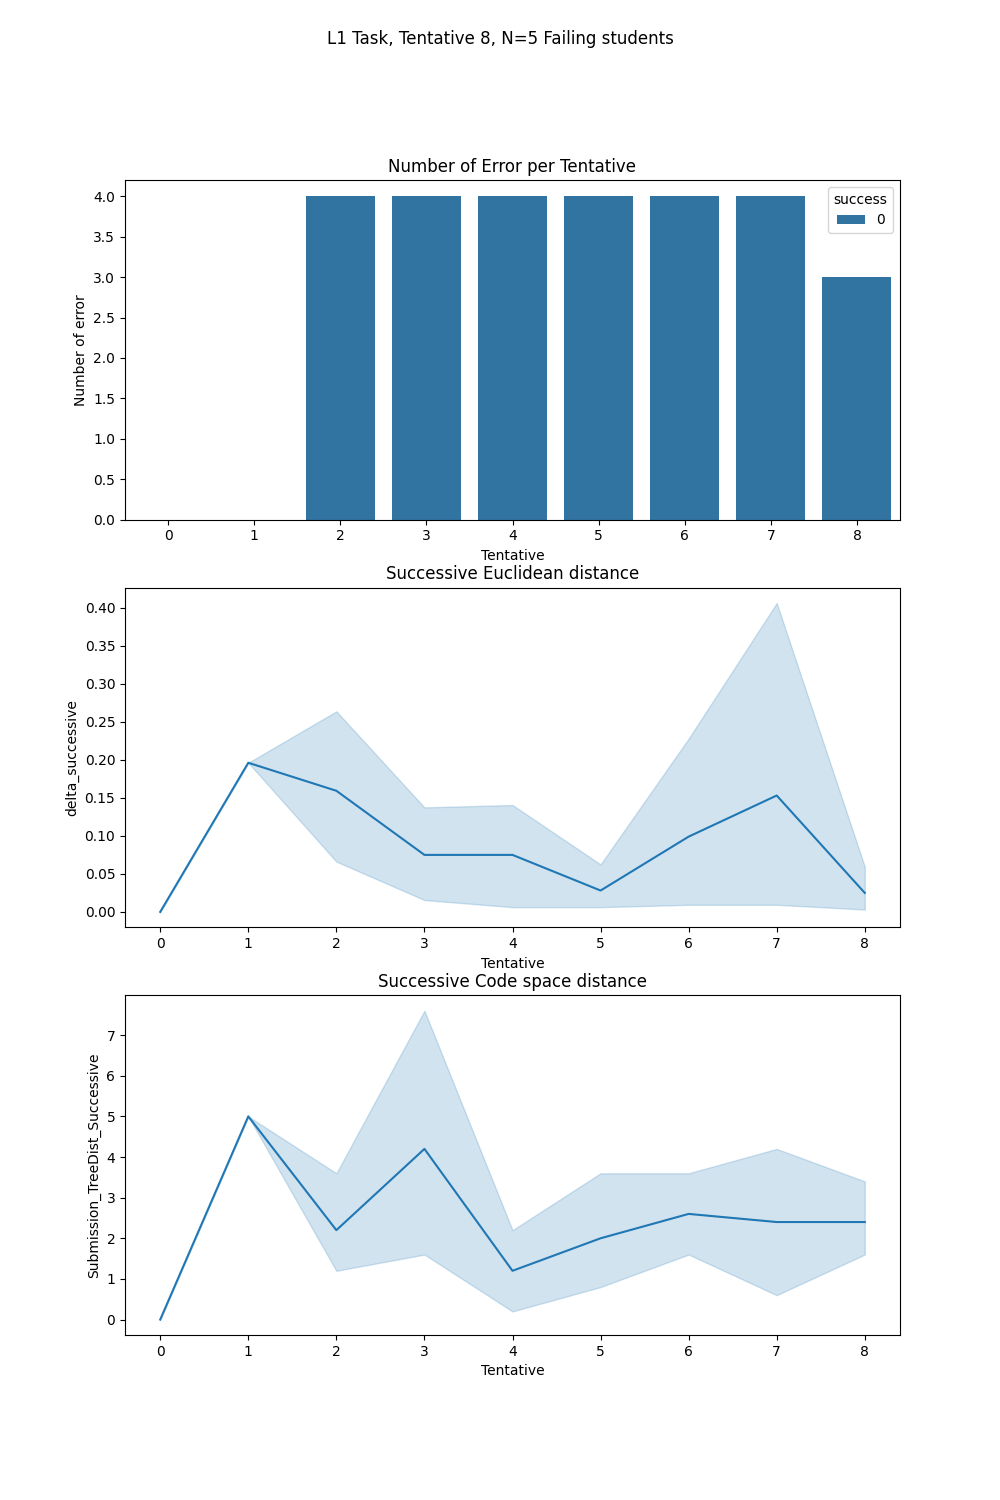 L1 Task, Tentative 8, N=5 Failing students
Number of Error per Tentative
success
0
Number of error
4.0
3.5
3.0
2.5
2.0
1.5
1.0
0.5
0.0
0 1 2 3 4 5 6 7 8
Tentative
Successive Euclidean distance
delta_successive
0.40
0.35
0.30
0.25
0.20
0.15
0.10
0.05
0.00
0 1 2 3 4 5 6 7 8
Tentative
Successive Code space distance
Submission_TreeDist_Successive
7
6
5
4
3
2
1
0
0 1 2 3 4 5 6 7 8
Tentative